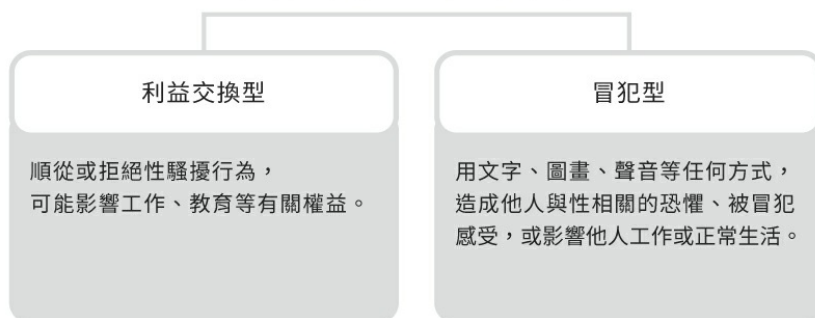 利益交換型
順從或拒絕性騷擾行為，
可能影響工作、教育等有關權益。
冒犯型
用文字、圖畫、聲音等任何方式，
造成他人與性相關的恐懼、被冒犯
感受，或影響他人工作或正常生活。